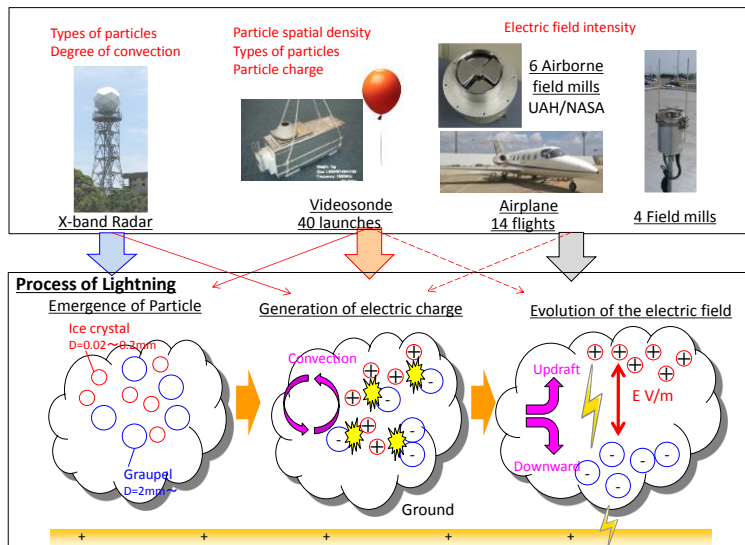 Types of particles
Degree of convection
Particle spatial density
Types of particles
Particle charge
Electric field intensity
6 Airborne
field mills
UAH/NASA
X-band Radar
Videosonde
40 launches
Airplane
14 flights
4 Field mills
Process of Lightning
Emergence of Particle
Generation of electric charge
Evolution of the electric field
Ice crystal
D=0.02～0.2mm
Graupel
D=2mm～
Convection
+ + + + +
- - - -
Ground
Updraft
Downward
E V/m
+ + + + + +
- - - - - -
+ + + + + +